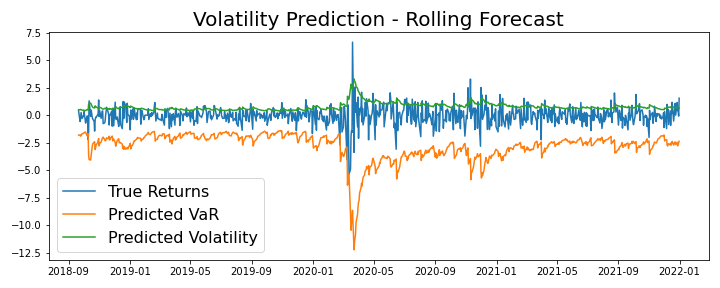 Volatility Prediction - Rolling Forecast
7.5
5.0
2.5
0.0
−2.5
−5.0
−7.5
−10.0
−12.5
True Returns
Predicted VaR
Predicted Volatility
2018-09 2019-01 2019-05 2019-09 2020-01 2020-05 2020-09 2021-01 2021-05 2021-09 2022-01